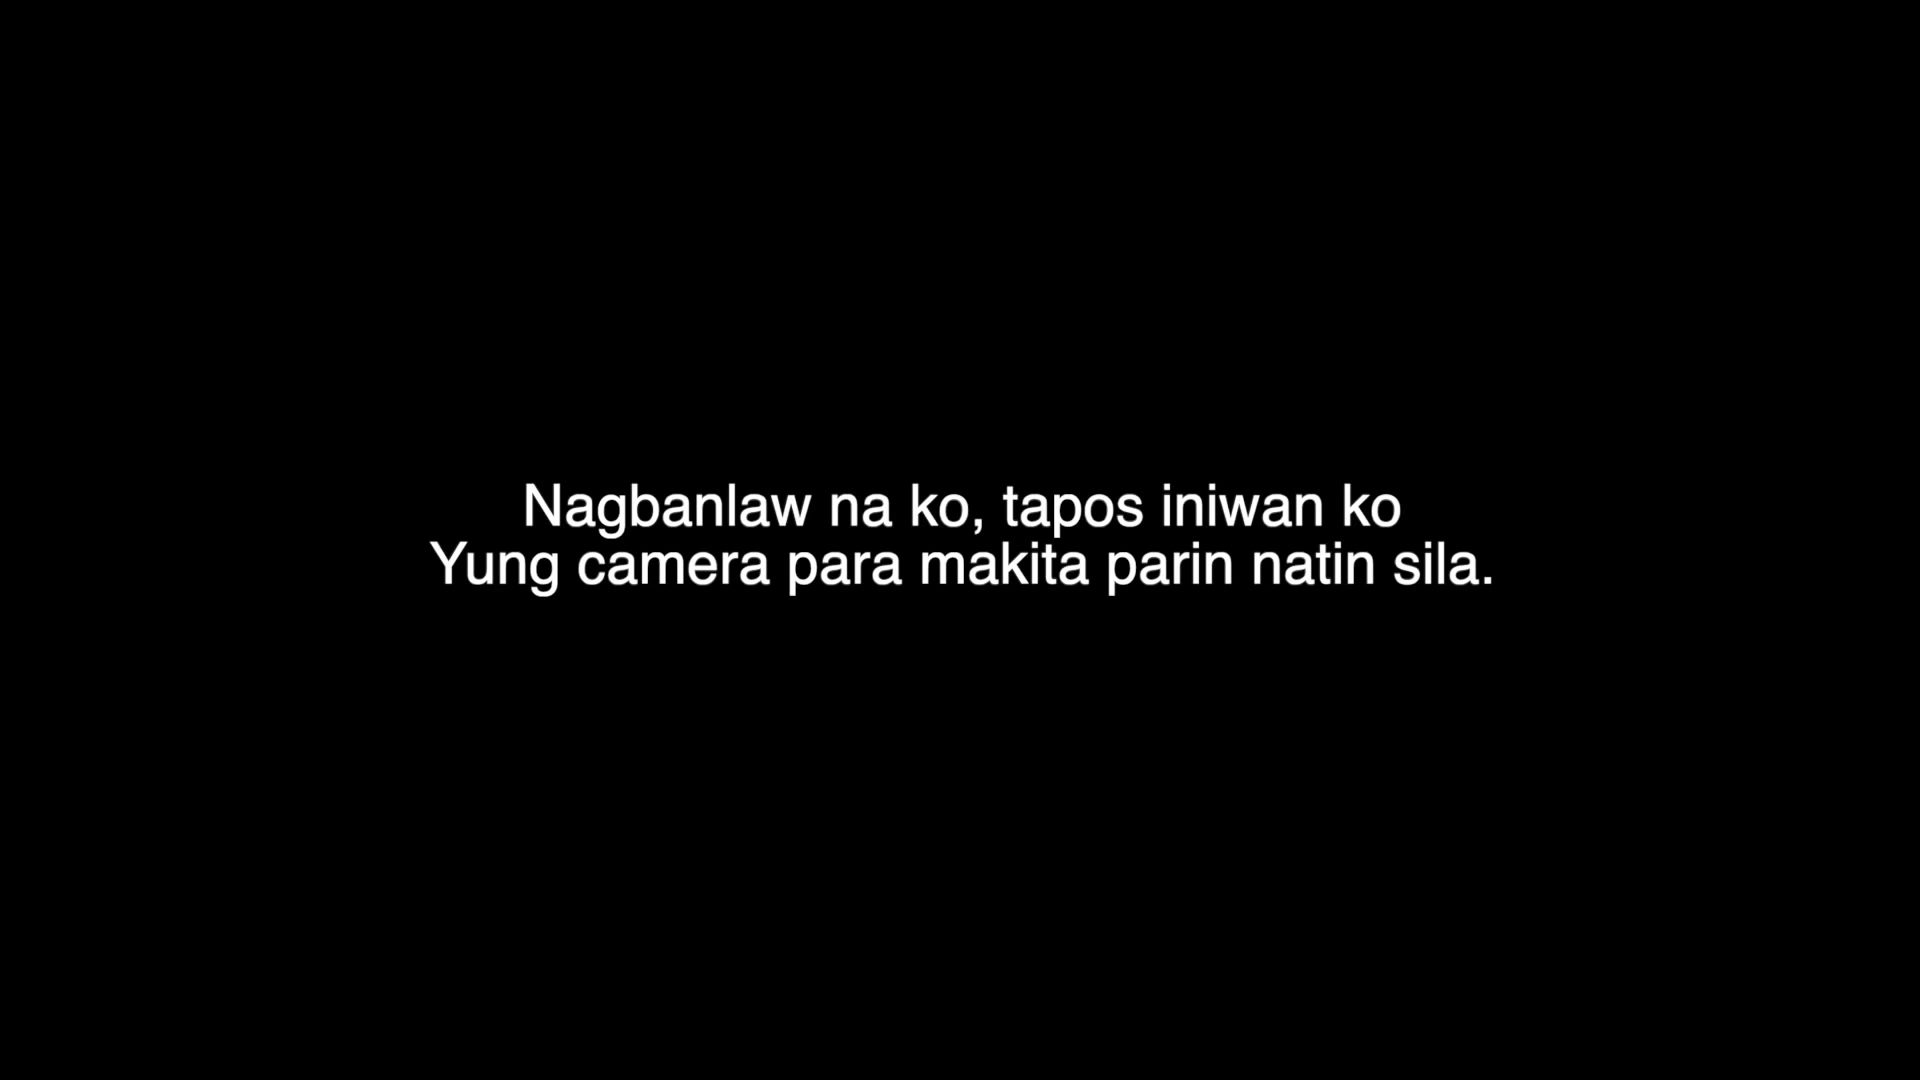 Nagbanlaw na ko, tapos iniwan ko
Yung camera para makita parin natin sila.